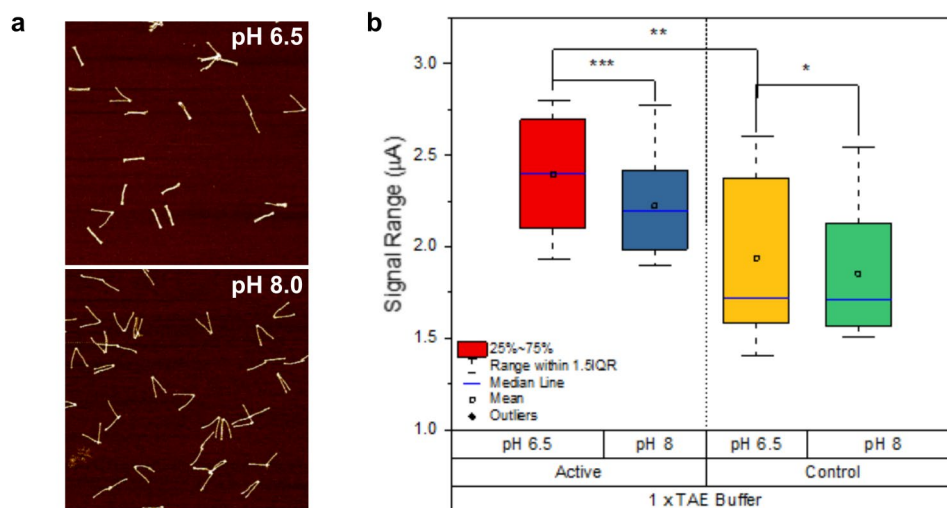 a
pH 6.5
pH 8.0
b
Signal Range (µA)
3.0
2.5
2.0
1.5
1.0
**
***
*
25%~75%
Range within 1.5IQR
Median Line
Mean
Outliers
pH 6.5 pH 8 pH 6.5 pH 8
Active Control
1 x TAE Buffer